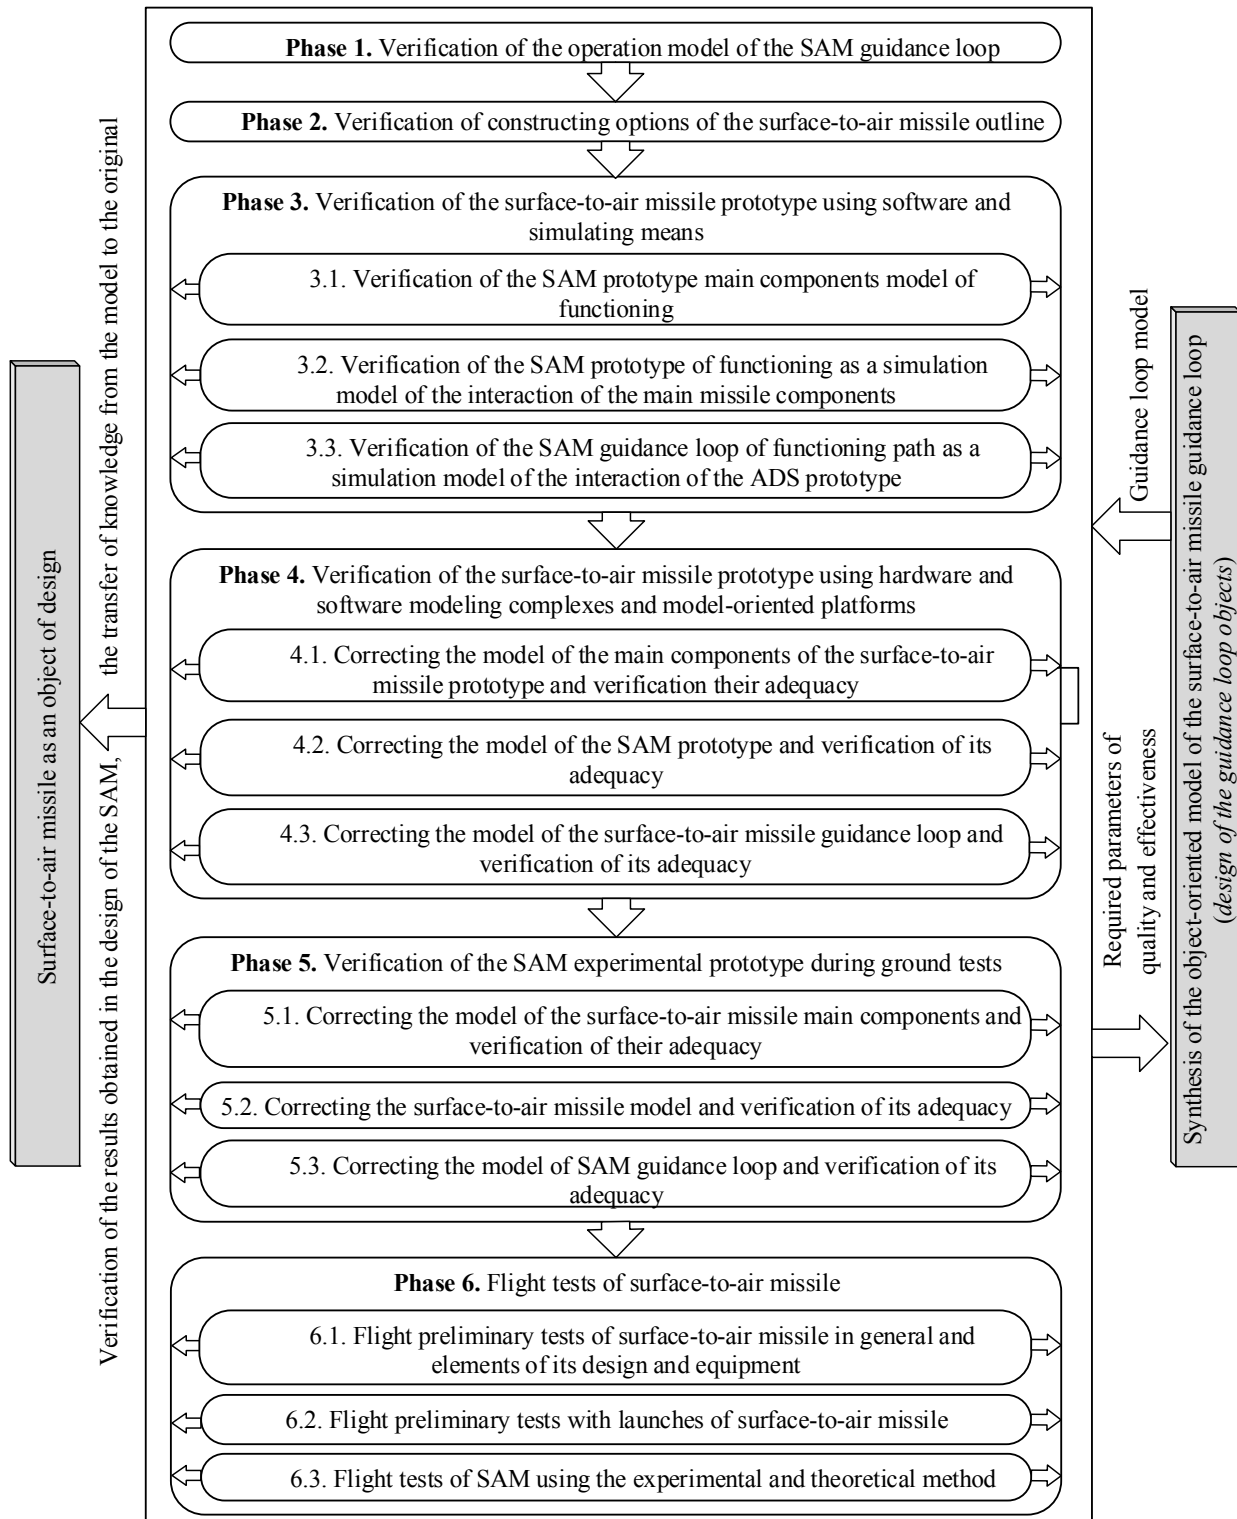 Phase 1. Verification of the operation model of the SAM guidance loop
Phase 2. Verification of constructing options of the surface-to-air missile outline
Phase 3. Verification of the surface-to-air missile prototype using software and
simulating means
3.1. Verification of the SAM prototype main components model of
functioning
3.2. Verification of the SAM prototype of functioning as a simulation
model of the interaction of the main missile components
3.3. Verification of the SAM guidance loop of functioning path as a
simulation model of the interaction of the ADS prototype
Phase 4. Verification of the surface-to-air missile prototype using hardware and
software modeling complexes and model-oriented platforms
4.1. Correcting the model of the main components of the surface-to-air
missile prototype and verification their adequacy
4.2. Correcting the model of the SAM prototype and verification of its
adequacy
4.3. Correcting the model of the surface-to-air missile guidance loop and
verification of its adequacy
Phase 5. Verification of the SAM experimental prototype during ground tests
5.1. Correcting the model of the surface-to-air missile main components and
verification of their adequacy
5.2. Correcting the surface-to-air missile model and verification of its adequacy
5.3. Correcting the model of SAM guidance loop and verification of its
adequacy
Phase 6. Flight tests of surface-to-air missile
6.1. Flight preliminary tests of surface-to-air missile in general and
elements of its design and equipment
6.2. Flight preliminary tests with launches of surface-to-air missile
6.3. Flight tests of SAM using the experimental and theoretical method
Surface-to-air missile as an object of design
Verification of the results obtained in the design of the SAM, the transfer of knowledge from the model to the original
Guidance loop model
Required parameters of
quality and effectiveness
Synthesis of the object-oriented model of the surface-to-air missile guidance loop
(design of the guidance loop objects)